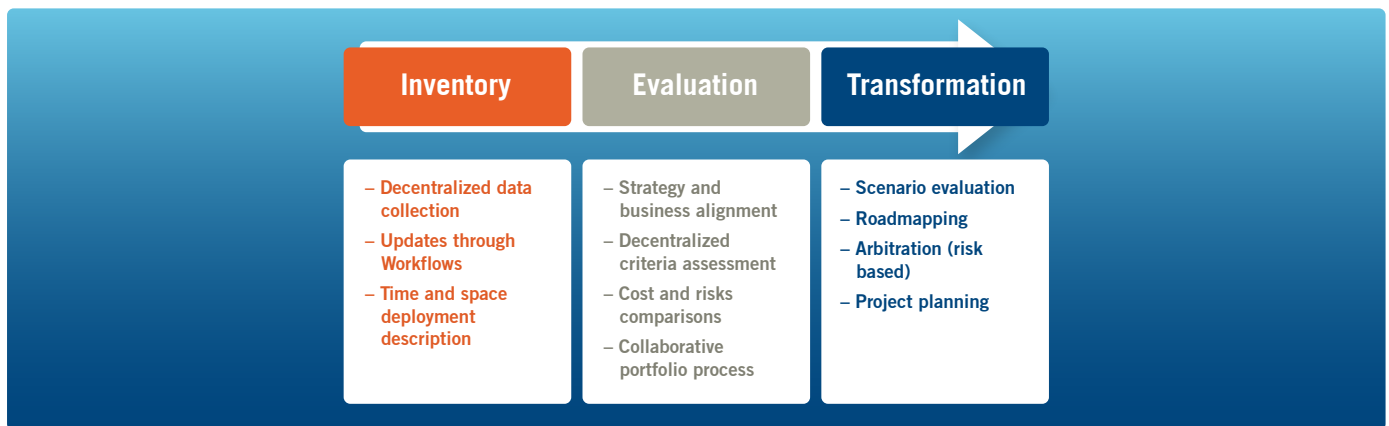 Inventory
Evaluation
Transformation
– Decentralized data
collection
– Updates through
Workflows
– Time and space
deployment
description
– Strategy and
business alignment
– Decentralized
criteria assessment
– Cost and risks
comparisons
– Collaborative
portfolio process
– Scenario evaluation
– Roadmapping
– Arbitration (risk
based)
– Project planning